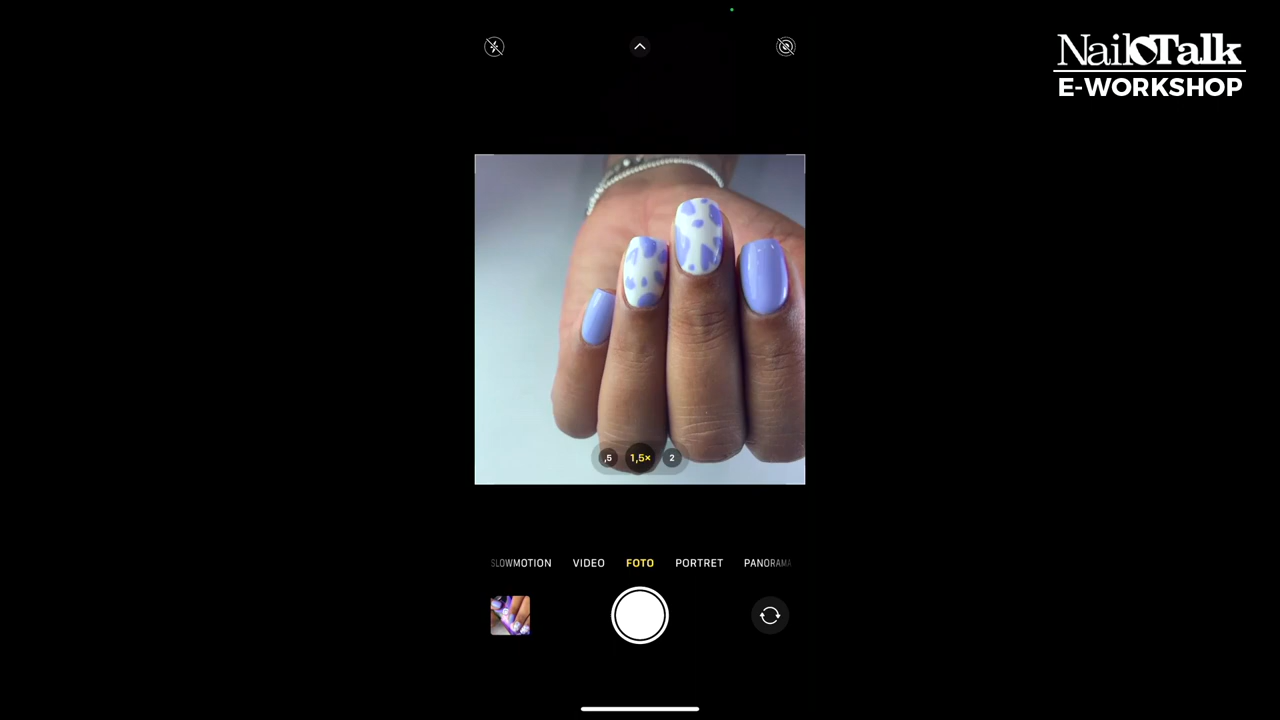 NailTalk
E-WORKSHOP
,5
1,5×
2
SLOWMOTION
VIDEO
FOTO
PORTRET
PANORAMA